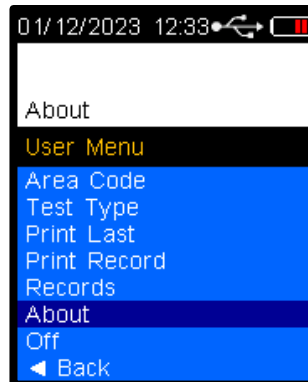 01/12/2023 12:33
About
User Menu
Area Code
Test Type
Print Last
Print Record
Records
About
Off
◄ Back